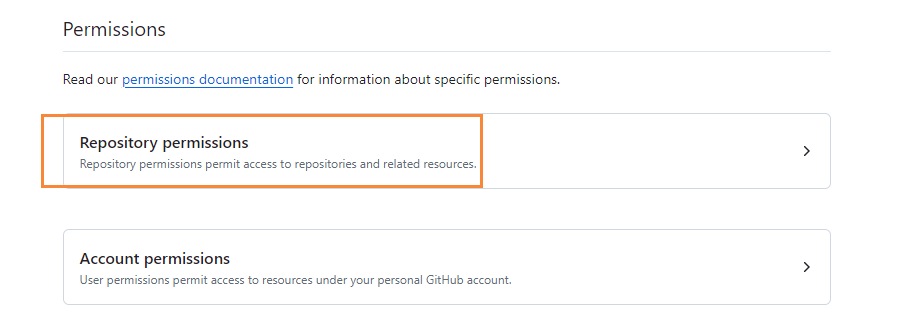 Permissions
Read our permissions documentation for information about specific permissions.
Repository permissions
Repository permissions permit access to repositories and related resources.
Account permissions
User permissions permit access to resources under your personal GitHub account.